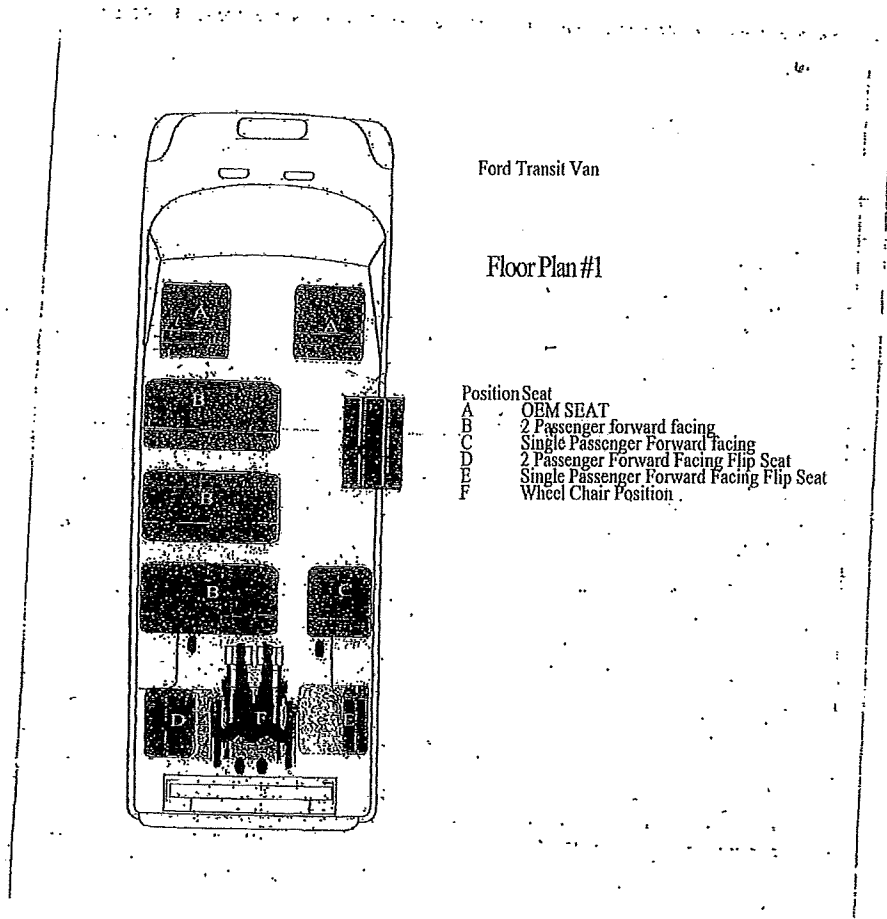 Ford Transit Van
Floor Plan #1
A A
B
B
B C
D F E
Position Seat
A OEM SEAT
B 2 Passenger forward facing
C Single Passenger Forward facing
D 2 Passenger Forward Facing Flip Seat
E Single Passenger Forward Facing Flip Seat
F Wheel Chair Position